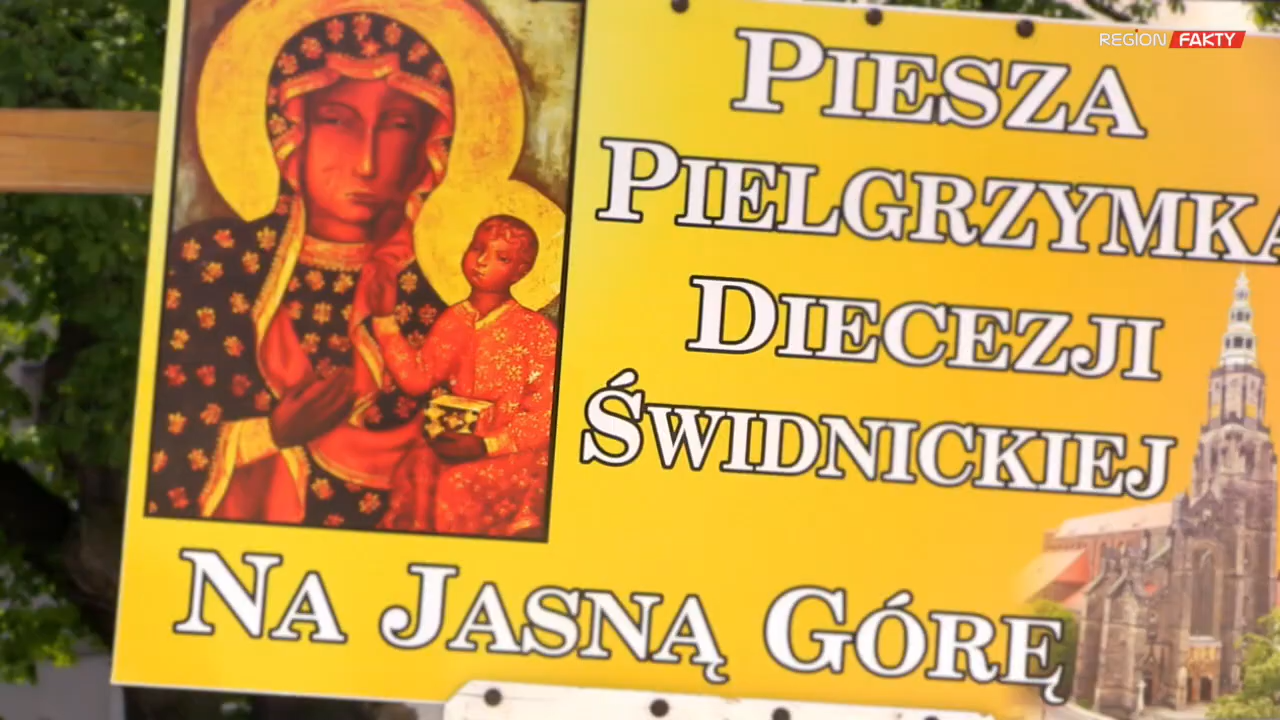 REGION FAKTY
PIESZA
PIELGRZYMKA
DIECEZJI
ŚWIDNICKIEJ
NA JASNĄ GÓRĘ